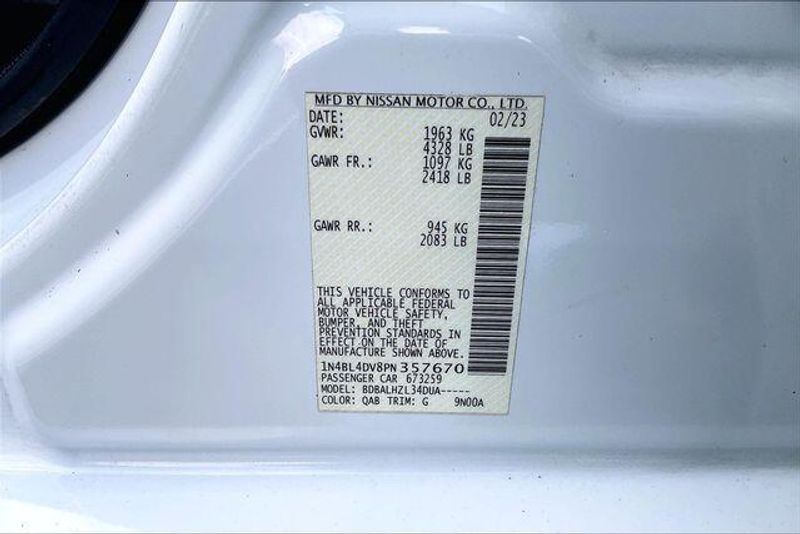 MFD BY NISSAN MOTOR CO., LTD.
DATE: 02/23
GVWR: 1963 KG
4328 LB
GAWR FR.: 1097 KG
2418 LB
GAWR RR.: 945 KG
2083 LB
THIS VEHICLE CONFORMS TO
ALL APPLICABLE FEDERAL
MOTOR VEHICLE SAFETY,
BUMPER, AND THEFT
PREVENTION STANDARDS IN
EFFECT ON THE DATE OF
MANUFACTURE SHOWN ABOVE.
1N4BL4DV8PN357670
PASSENGER CAR 673259
MODEL: BDBALHZL34DUA-----
COLOR: QAB TRIM: G 9N00A